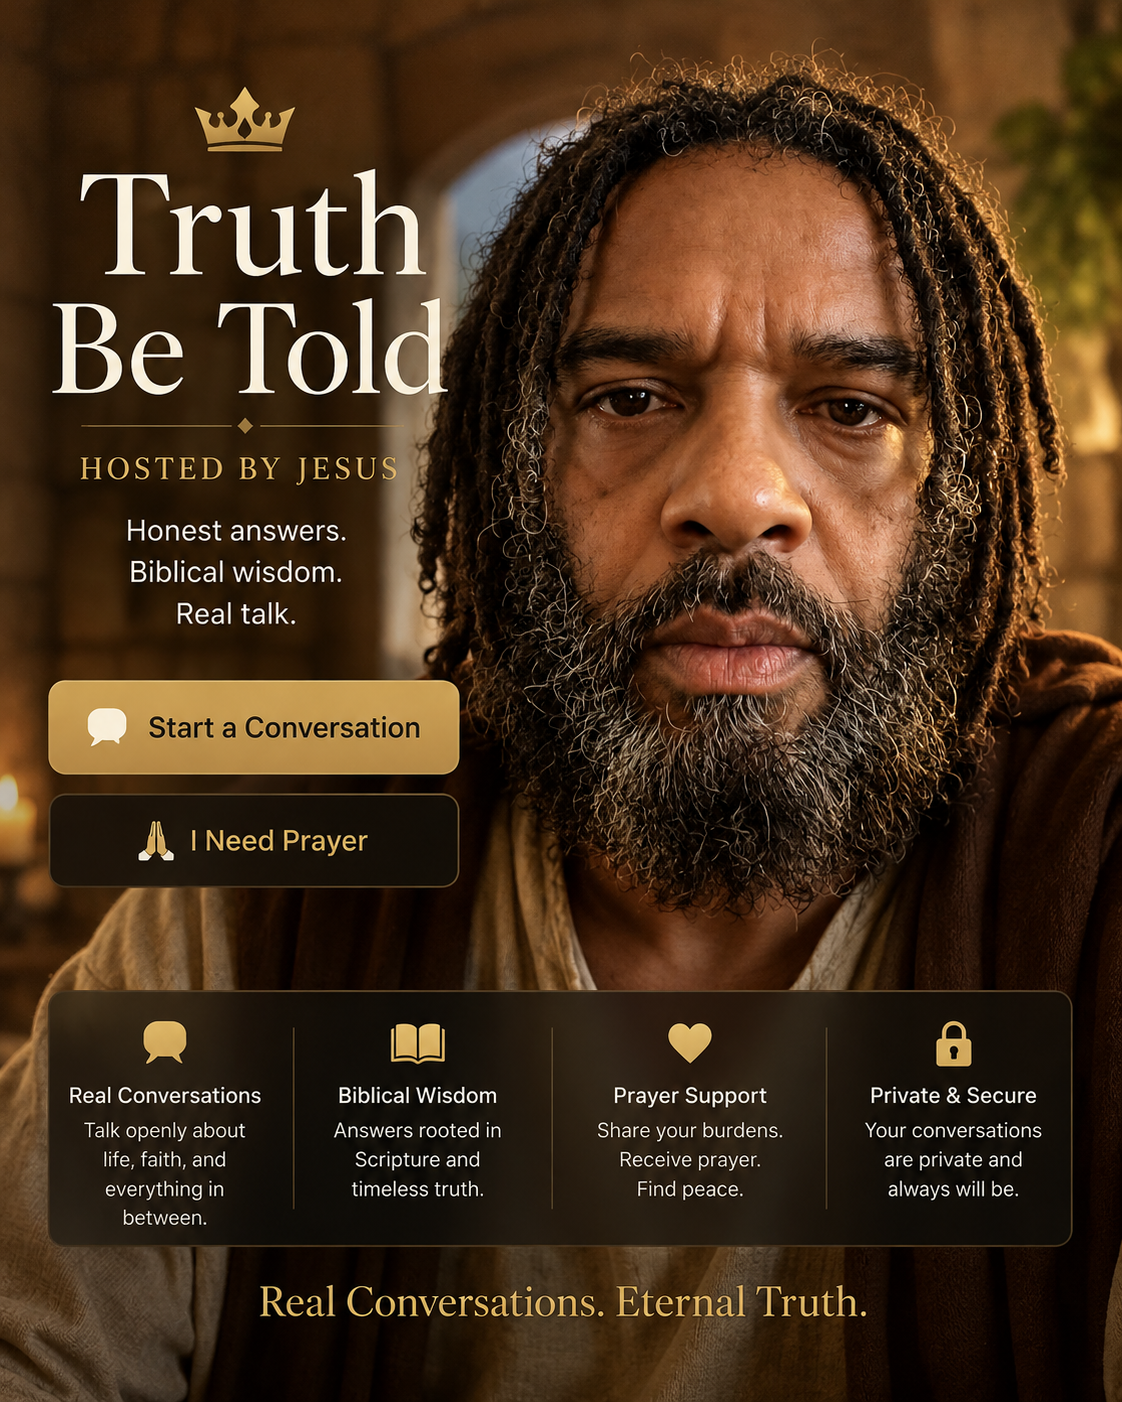 Truth
Be Told
HOSTED BY JESUS
Honest answers.
Biblical wisdom.
Real talk.
Start a Conversation
I Need Prayer
Real Conversations
Talk openly about
life, faith, and
everything in
between.
Biblical Wisdom
Answers rooted in
Scripture and
timeless truth.
Prayer Support
Share your burdens.
Receive prayer.
Find peace.
Private & Secure
Your conversations
are private and
always will be.
Real Conversations. Eternal Truth.